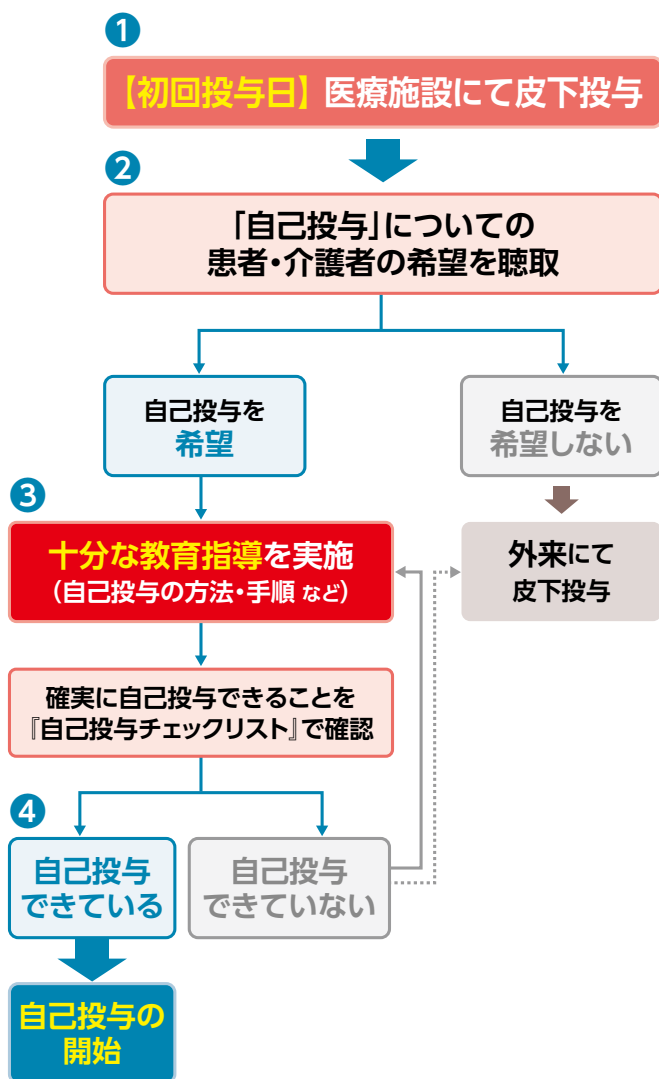 ❶
【初回投与日】医療施設にて皮下投与
❷
「自己投与」についての
患者・介護者の希望を聴取
自己投与を
希望
自己投与を
希望しない
❸
十分な教育指導を実施
（自己投与の方法・手順 など）
外来にて
皮下投与
確実に自己投与できることを
『自己投与チェックリスト』で確認
❹
自己投与
できている
自己投与
できていない
自己投与の
開始